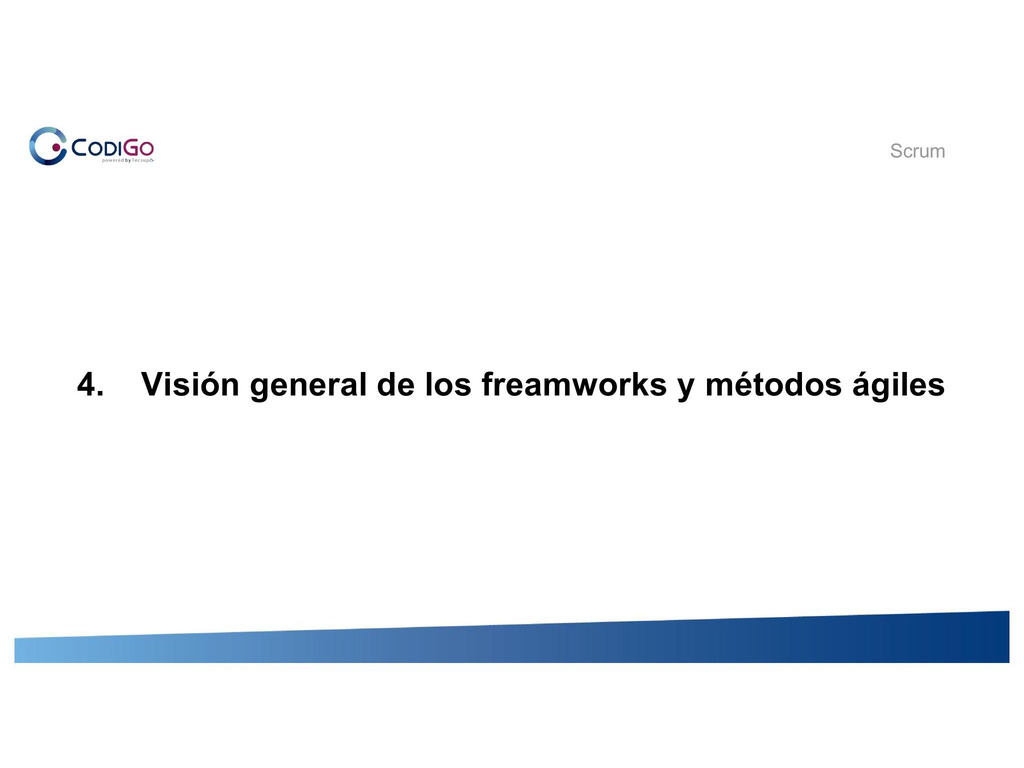 CODIGO
powered by Tecsup
Scrum
4. Visión general de los freamworks y métodos ágiles